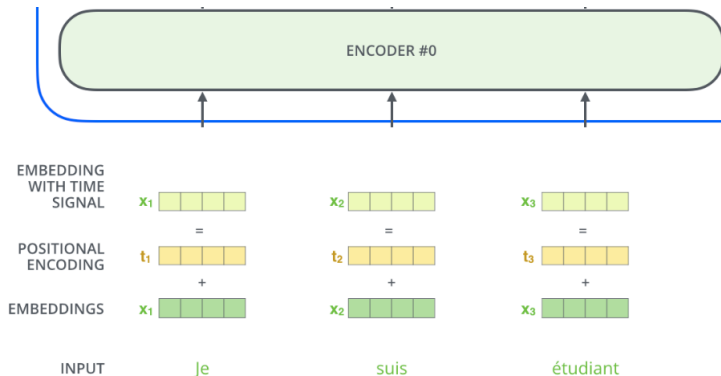 ENCODER #0
EMBEDDING
WITH TIME
SIGNAL
x1 x2 x3
= = =
POSITIONAL
ENCODING
t1 t2 t3
+ + +
EMBEDDINGS x1 x2 x3
INPUT Je suis étudiant